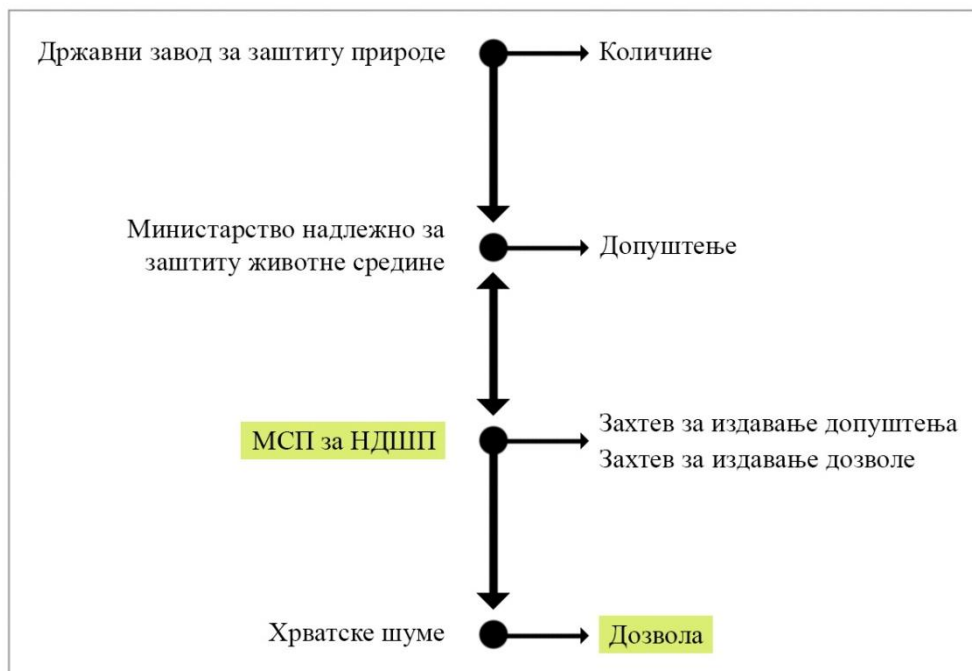 Државни завод за заштиту природе
Количине
Министарство надлежно за
заштиту животне средине
Допуштење
МСП за НДШП
Захтев за издавање допуштења
Захтев за издавање дозволе
Хрватске шуме
Дозвола